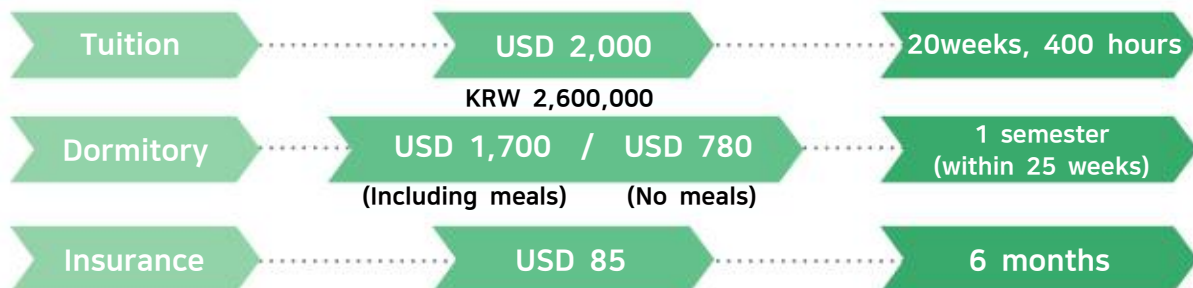 Tuition
USD 2,000
20weeks, 400 hours
KRW 2,600,000
Dormitory
USD 1,700 / USD 780
1 semester
(within 25 weeks)
(Including meals) (No meals)
Insurance
USD 85
6 months